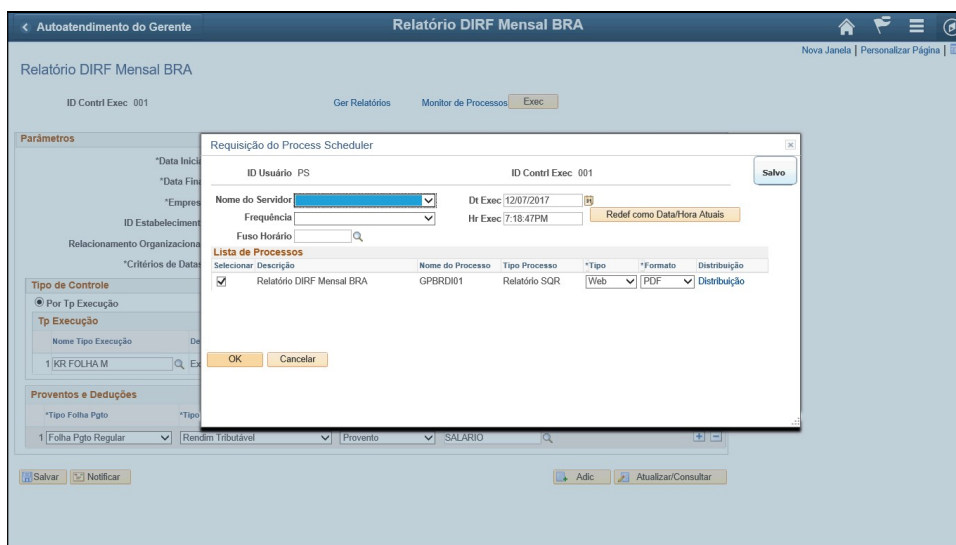 Autoatendimento do Gerente
Relatório DIRF Mensal BRA
Nova Janela | Personalizar Página |
Relatório DIRF Mensal BRA
ID Contrl Exec 001
Ger Relatórios
Monitor de Processos
Exec
Parâmetros
*Data Inicia
*Data Fina
*Empres
ID Estabeleciment
Relacionamento Organizaciona
*Critérios de Datas
Tipo de Controle
Por Tp Execução
Tp Execução
Nome Tipo Execução
De
1 KR FOLHA M
Ex
Requisição do Process Scheduler
Salvo
ID Usuário PS
ID Contrl Exec 001
Nome do Servidor
Dt Exec 12/07/2017
Frequência
Hr Exec 7:18:47PM
Redef como Data/Hora Atuais
Fuso Horário
Lista de Processos
Selecionar Descrição Nome do Processo Tipo Processo *Tipo *Formato Distribuição
Relatório DIRF Mensal BRA GPBRDI01 Relatório SQR Web PDF Distribuição
OK
Cancelar
Proventos e Deduções
*Tipo Folha Pgto
*Tipo
1 Folha Pgto Regular Rendim Tributável Provento SALARIO
Salvar
Notificar
Adic
Atualizar/Consultar